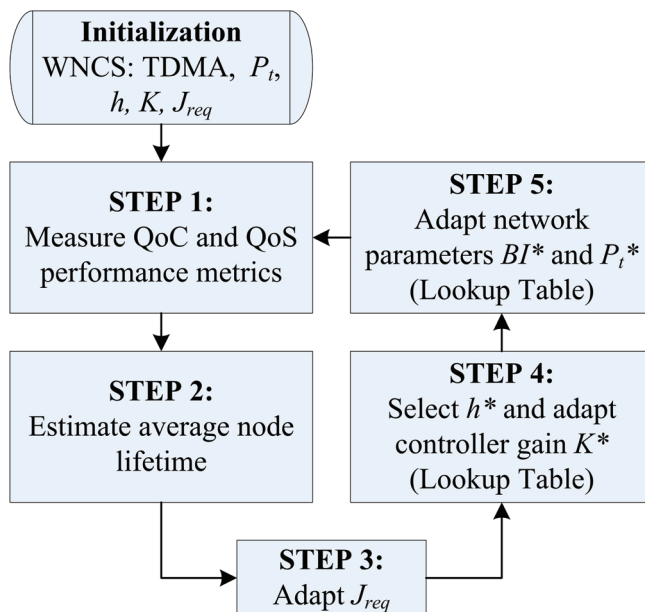 Initialization
WNCS: TDMA, Pt,
h, K, Jreq
STEP 1:
Measure QoC and QoS
performance metrics
STEP 2:
Estimate average node
lifetime
STEP 3:
Adapt Jreq
STEP 4:
Select h* and adapt
controller gain K*
(Lookup Table)
STEP 5:
Adapt network
parameters BI* and Pt*
(Lookup Table)